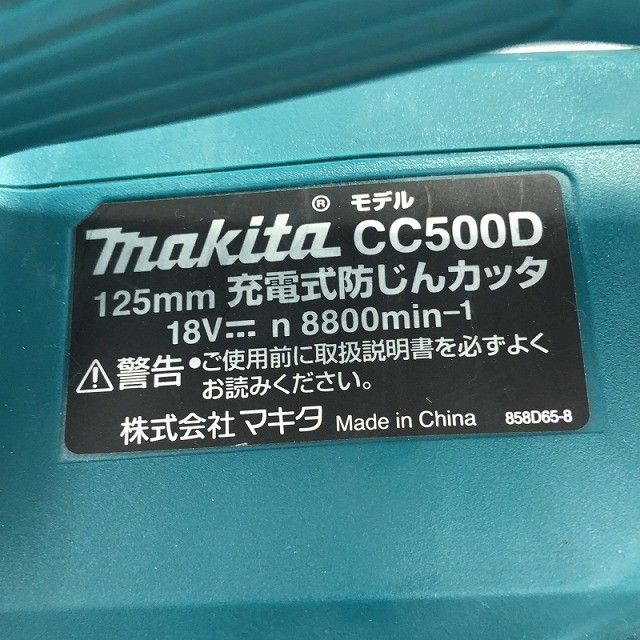 ® モデル
makita CC500D
125mm 充電式防じんカッタ
18V⎓ n 8800min-1
⚠警告 •ご使用前に取扱説明書を必ずよく
お読みください。
株式会社 マキタ Made in China 858D65-8